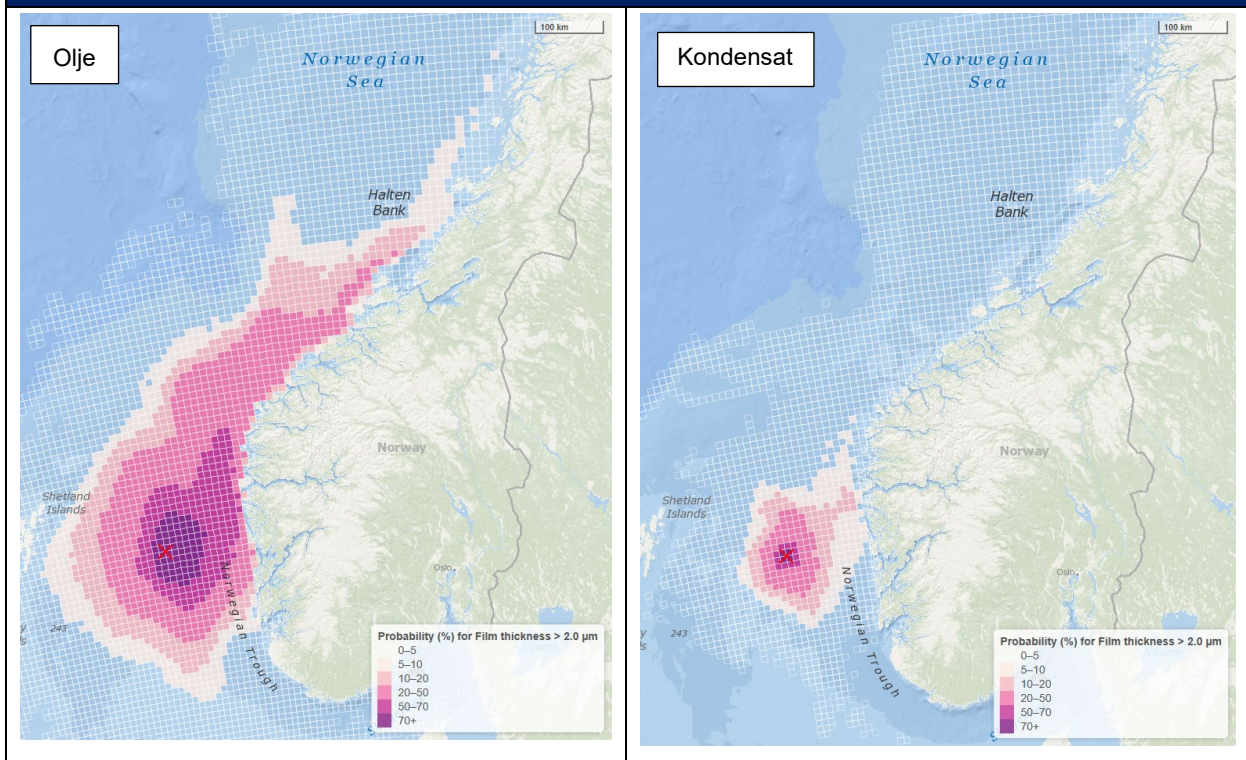 Olje
100 km
Norwegian
Sea
Halten
Bank
Shetland
Islands
Norway
Oslo
Norwegian Trough
243
Probability (%) for Film thickness > 2.0 µm
0–5
5–10
10–20
20–50
50–70
70+
Kondensat
100 km
Norwegian
Sea
Halten
Bank
Shetland
Islands
Norway
Oslo
Norwegian Trough
243
Probability (%) for Film thickness > 2.0 µm
0–5
5–10
10–20
20–50
50–70
70+